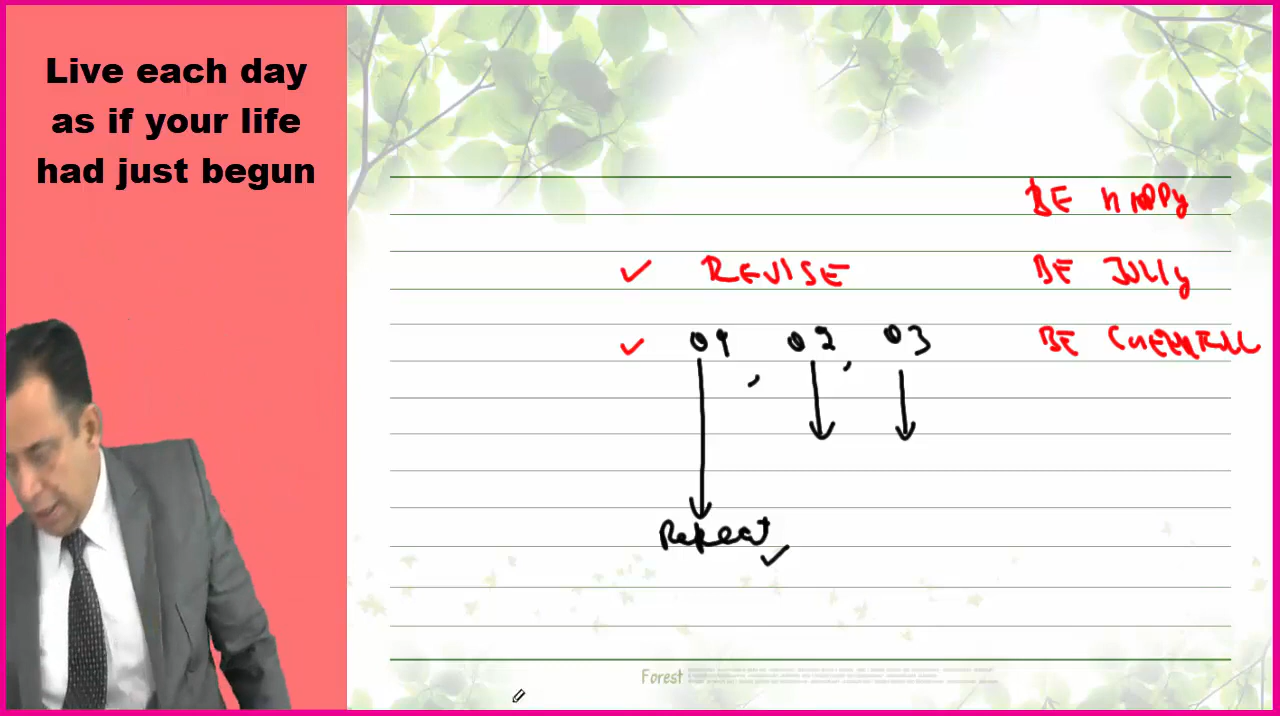 Live each day
as if your life
had just begun
BE HAPPY
✓ REVISE
BE JOLLY
✓ 01, 02, 03
BE CHEERFULL
Repeat ✓
Forest